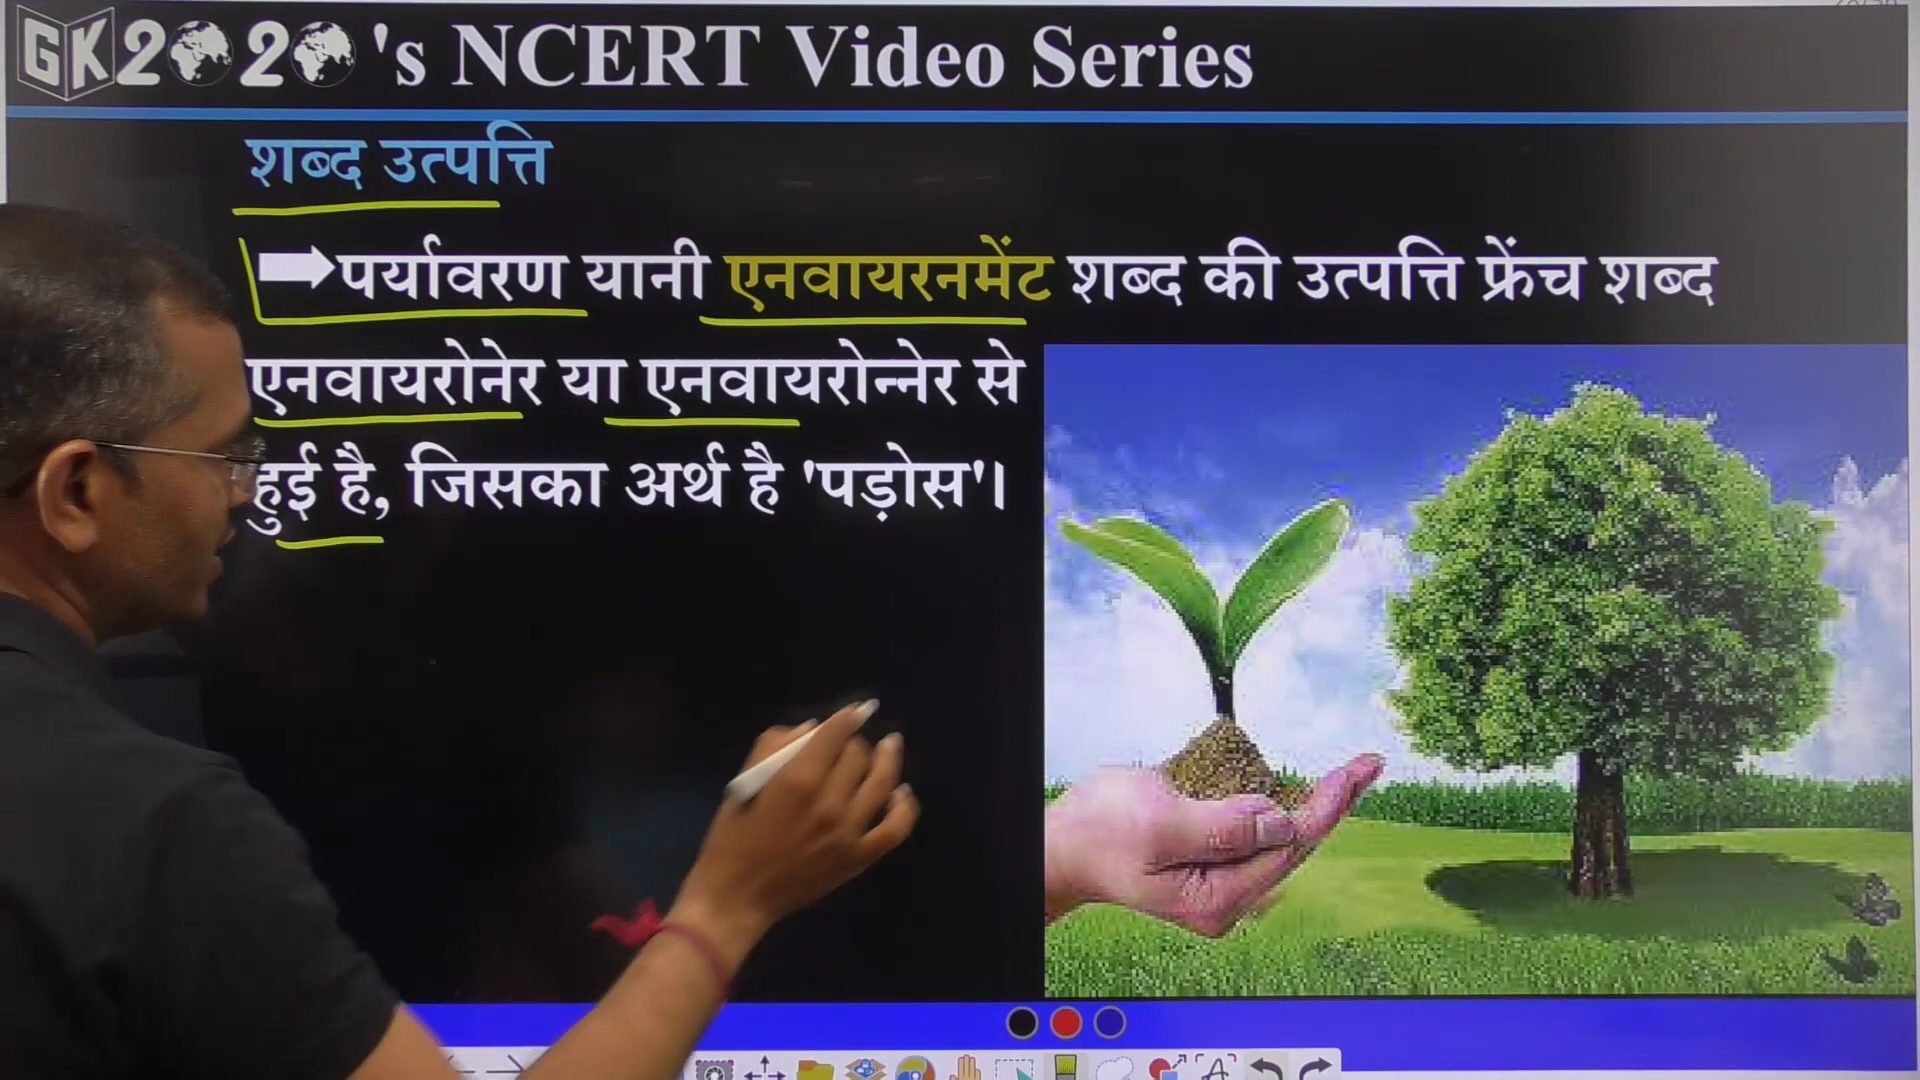 GK2020's NCERT Video Series
शब्द उत्पत्ति
पर्यावरण यानी एनवायरनमेंट शब्द की उत्पत्ति फ्रेंच शब्द
एनवायरोनेर या एनवायरोन्नेर से
हुई है, जिसका अर्थ है 'पड़ोस'।